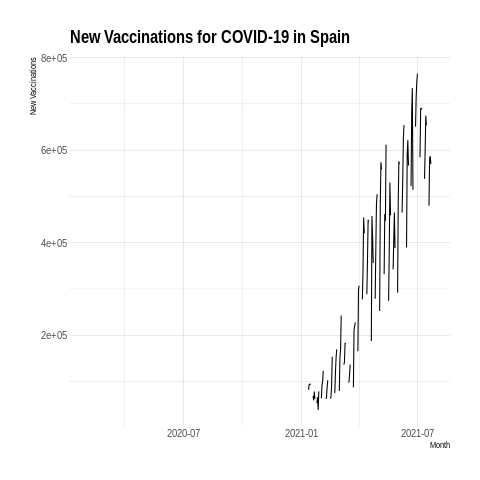 New Vaccinations for COVID-19 in Spain
New Vaccinations
8e+05
6e+05
4e+05
2e+05
2020-07
2021-01
2021-07
Month